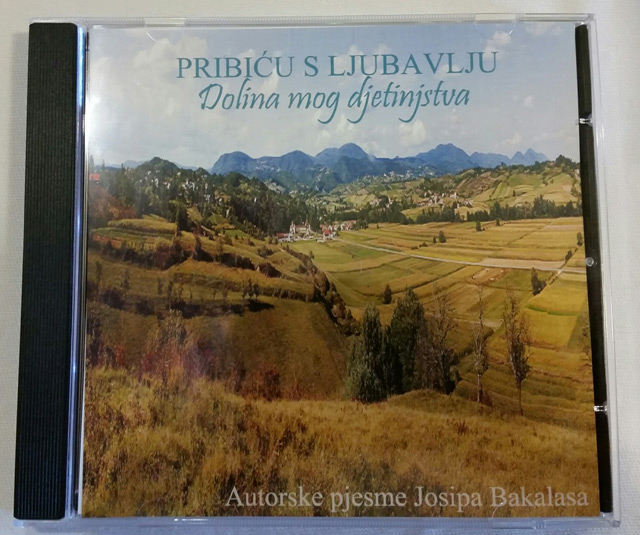 PRIBIĆU S LJUBAVLJU
Dolina mog djetinjstva
Autorske pjesme Josipa Bakalasa